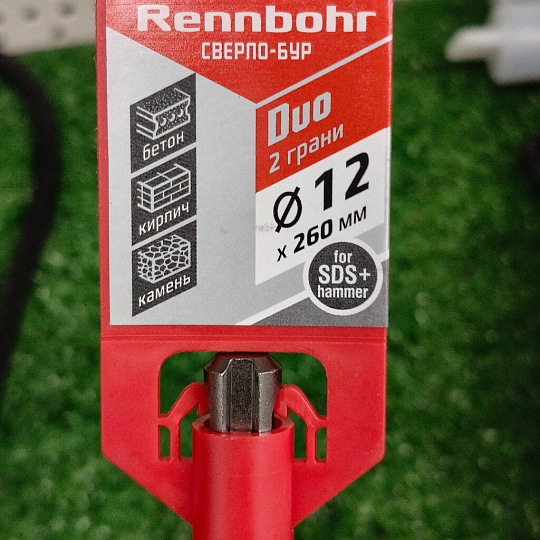 Rennbohr
СВЕРЛО-БУР
Duo
2 грани
бетон
кирпич
камень
Ø 12
x 260 мм
for
SDS+
hammer